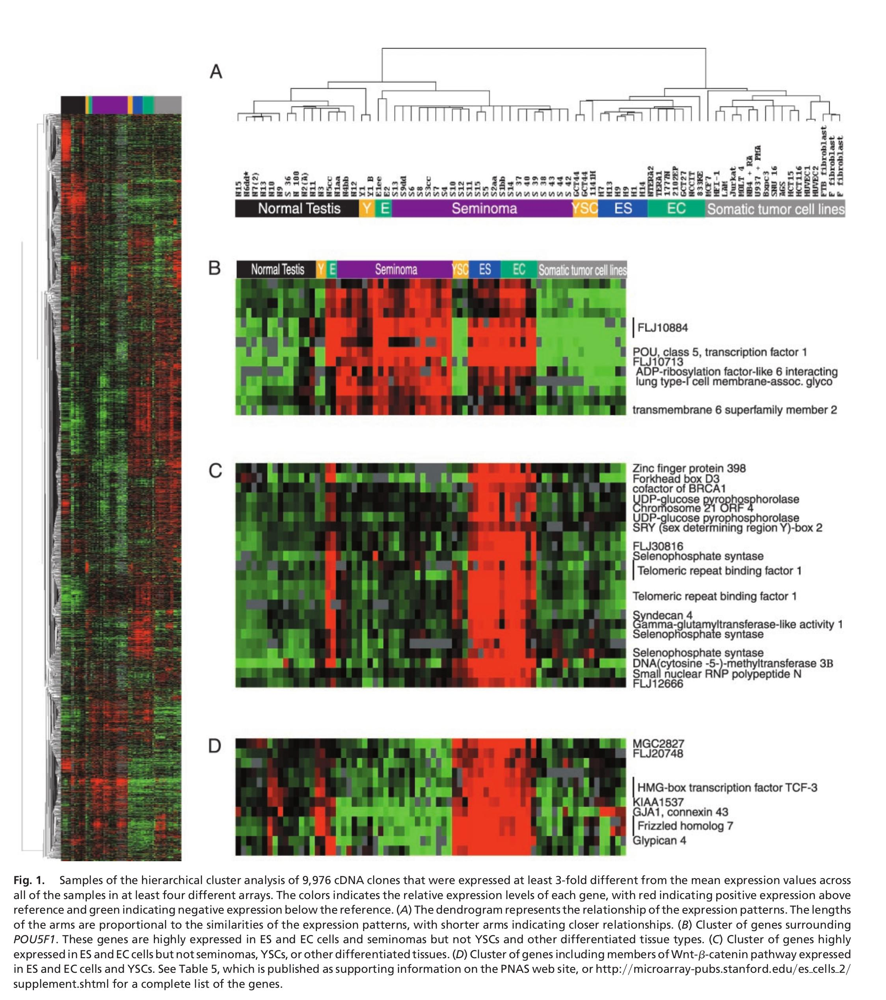 A
N15
N6dd*
N7(2)
N13
N10
N9
S 36
N 100
N2(A)
N11
N3
N5cc
N1aa
N4bb
N12
Y1
Y1 B
E1ee
E2
S13
S9dd
S6
S8
S3cc
S7
S4
S10
S12
S11
S15
S5
S2aa
S1bb
S14
S 37
S 40
S 39
S 38
S 43
S 44
S 42
GCT44
GCT44
1141H
H7
H13
H9
H9
H1
H14
NTERA2
TERA1
1777N
2102EP
GCT27
NCCIT
833KE
MCF7
HFI-1
LAM
Jurkat
MOLT 4
NB4 + RA
U937 + PMA
BxPC3
SNU 16
AGS
HCT15
HCT116
HUVEC1
HUVEC2
FTB fibroblast
F fibroblast
F fibroblast
Normal Testis Y E Seminoma YSC ES EC Somatic tumor cell lines
B
Normal Testis Y E Seminoma YSC ES EC Somatic tumor cell lines
FLJ10884
POU, class 5, transcription factor 1
FLJ10713
ADP-ribosylation factor-like 6 interacting
lung type-I cell membrane-assoc. glyco
transmembrane 6 superfamily member 2
C
Zinc finger protein 398
Forkhead box D3
cofactor of BRCA1
UDP-glucose pyrophosphorolase
Chromosome 21 ORF 4
UDP-glucose pyrophosphorolase
SRY (sex determining region Y)-box 2
FLJ30816
Selenophosphate syntase
Telomeric repeat binding factor 1
Telomeric repeat binding factor 1
Syndecan 4
Gamma-glutamyltransferase-like activity 1
Selenophosphate syntase
Selenophosphate syntase
DNA(cytosine -5-)-methyltransferase 3B
Small nuclear RNP polypeptide N
FLJ12666
D
MGC2827
FLJ20748
HMG-box transcription factor TCF-3
KIAA1537
GJA1, connexin 43
Frizzled homolog 7
Glypican 4
Fig. 1. Samples of the hierarchical cluster analysis of 9,976 cDNA clones that were expressed at least 3-fold different from the mean expression values across
all of the samples in at least four different arrays. The colors indicates the relative expression levels of each gene, with red indicating positive expression above
reference and green indicating negative expression below the reference. (A) The dendrogram represents the relationship of the expression patterns. The lengths
of the arms are proportional to the similarities of the expression patterns, with shorter arms indicating closer relationships. (B) Cluster of genes surrounding
POU5F1. These genes are highly expressed in ES and EC cells and seminomas but not YSCs and other differentiated tissue types. (C) Cluster of genes highly
expressed in ES and EC cells but not seminomas, YSCs, or other differentiated tissues. (D) Cluster of genes including members of Wnt-β-catenin pathway expressed
in ES and EC cells and YSCs. See Table 5, which is published as supporting information on the PNAS web site, or http://microarray-pubs.stanford.edu/es_cells_2/
supplement.shtml for a complete list of the genes.